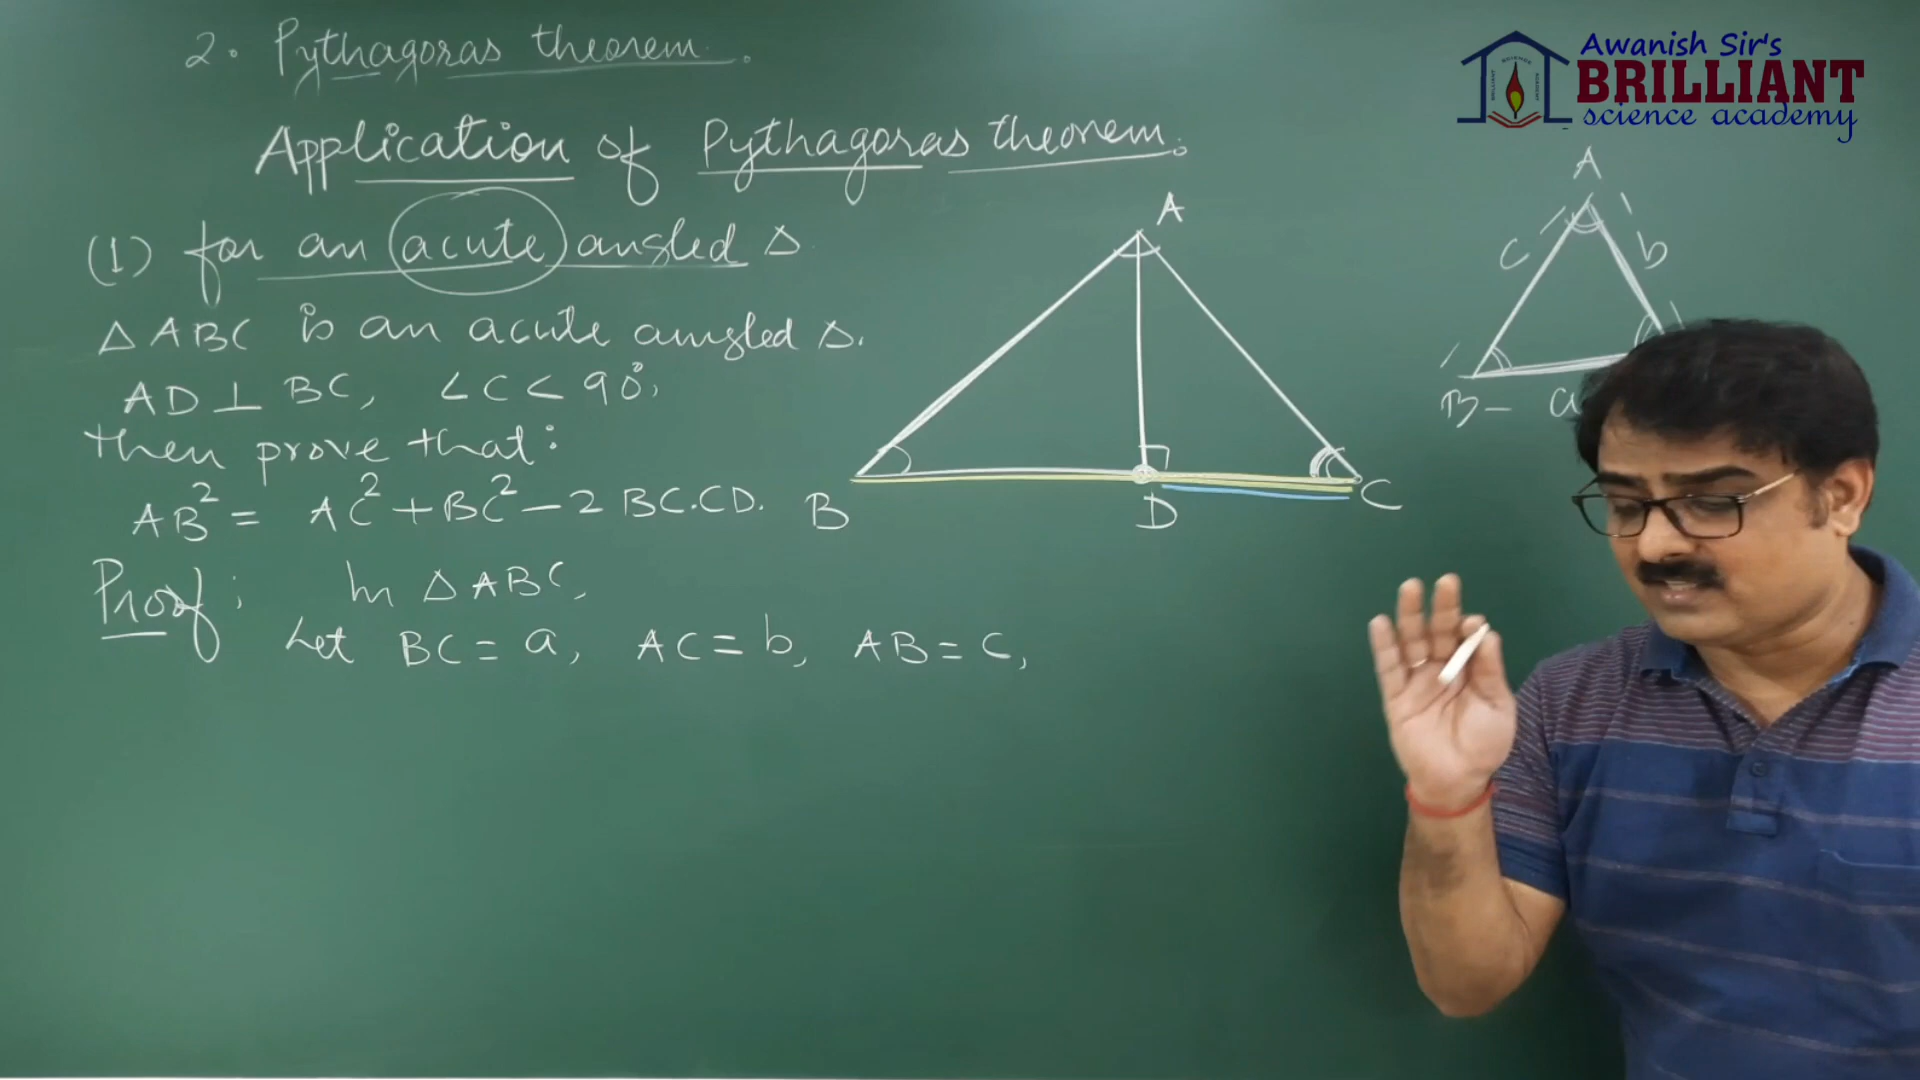 2. Pythagoras theorem.
Application of Pythagoras theorem.
(1) for an acute angled Δ
Δ ABC is an acute angled Δ.
AD ⊥ BC, ∠C < 90°,
then prove that:
AB² = AC² + BC² - 2 BC.CD.
Proof: In Δ ABC,
Let BC = a, AC = b, AB = c,
A
B
D
C
A
c
b
B
a
Awanish Sir's
BRILLIANT
science academy